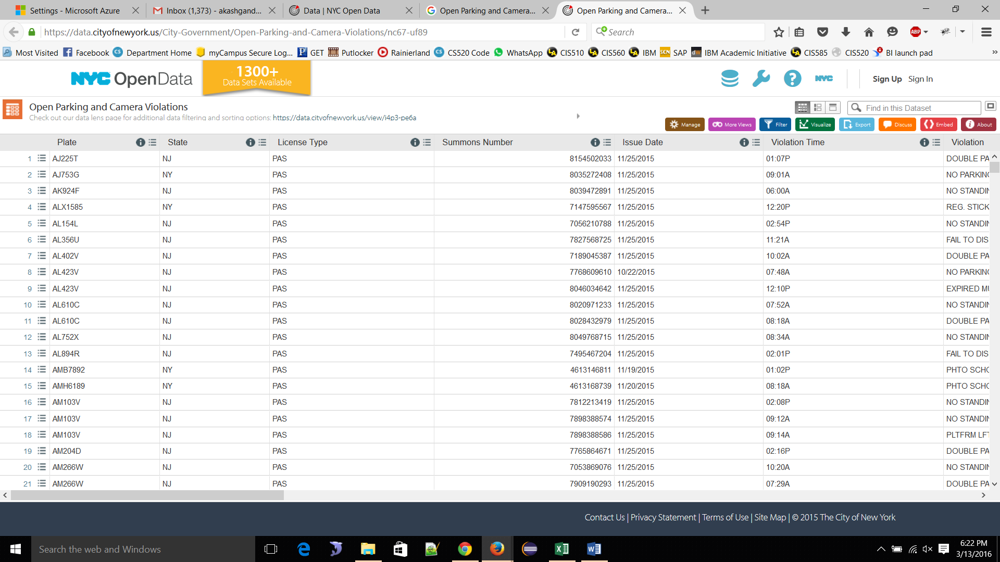 Settings - Microsoft Azure
Inbox (1,373) - akashgand...
Data | NYC Open Data
Open Parking and Camera...
Open Parking and Camera...
https://data.cityofnewyork.us/City-Government/Open-Parking-and-Camera-Violations/nc67-uf89
Search
ABP
Most Visited Facebook CS Department Home myCampus Secure Log... P GET Putlocker Rainierland CS CS520 Code WhatsApp CIS510 CIS560 IBM SCN SAP dW IBM Academic Initiative CIS585 CIS520 BI launch pad
NYC OpenData
1300+
Data Sets Available
NYC
Sign Up Sign In
Open Parking and Camera Violations
Check out our data lens page for additional data filtering and sorting options: https://data.cityofnewyork.us/view/i4p3-pe6a
Find in this Dataset
Manage More Views Filter Visualize Export Discuss Embed About
Plate State License Type Summons Number Issue Date Violation Time Violation
1 AJ225T NJ PAS 8154502033 11/25/2015 01:07P DOUBLE PA
2 AJ753G NY PAS 8035272408 11/25/2015 09:01A NO PARKING
3 AK924F NJ PAS 8039472891 11/25/2015 06:00A NO STANDIN
4 ALX1585 NY PAS 7147595567 11/25/2015 12:20P REG. STICK
5 AL154L NJ PAS 7056210788 11/25/2015 02:54P NO STANDIN
6 AL356U NJ PAS 7827568725 11/25/2015 11:21A FAIL TO DIS
7 AL402V NJ PAS 7189045387 11/25/2015 10:02A DOUBLE PA
8 AL423V NJ PAS 7768609610 10/22/2015 07:48A NO PARKING
9 AL423V NJ PAS 8046034642 11/25/2015 12:10P EXPIRED MU
10 AL610C NJ PAS 8020971233 11/25/2015 07:52A NO STANDIN
11 AL610C NJ PAS 8028432979 11/25/2015 08:18A DOUBLE PA
12 AL752X NJ PAS 8049768715 11/25/2015 08:34A NO STANDIN
13 AL894R NJ PAS 7495467204 11/25/2015 02:01P FAIL TO DIS
14 AMB7892 NY PAS 4613146811 11/19/2015 01:02P PHTO SCHO
15 AMH6189 NY PAS 4613168739 11/20/2015 08:18A PHTO SCHO
16 AM103V NJ PAS 7812213419 11/25/2015 02:08P NO STANDIN
17 AM103V NJ PAS 7898388574 11/25/2015 09:12A NO STANDIN
18 AM103V NJ PAS 7898388586 11/25/2015 09:14A PLTFRM LFT
19 AM204D NJ PAS 7765864671 11/25/2015 02:16P DOUBLE PA
20 AM266W NJ PAS 7053869076 11/25/2015 10:20A NO STANDIN
21 AM266W NJ PAS 7909190293 11/25/2015 07:29A DOUBLE PA
Contact Us | Privacy Statement | Terms of Use | Site Map | © 2015 The City of New York
Search the web and Windows
6:22 PM
3/13/2016